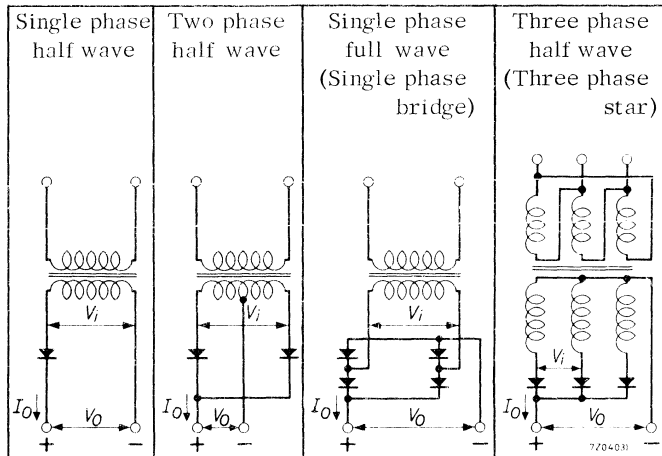 Single phase
half wave
Two phase
half wave
Single phase
full wave
(Single phase
bridge)
Three phase
half wave
(Three phase
star)
Vi
Vi
Vi
Vi
IO
VO
+
−
IO
VO
+
−
IO
VO
+
−
IO
VO
+
−
7Z04031